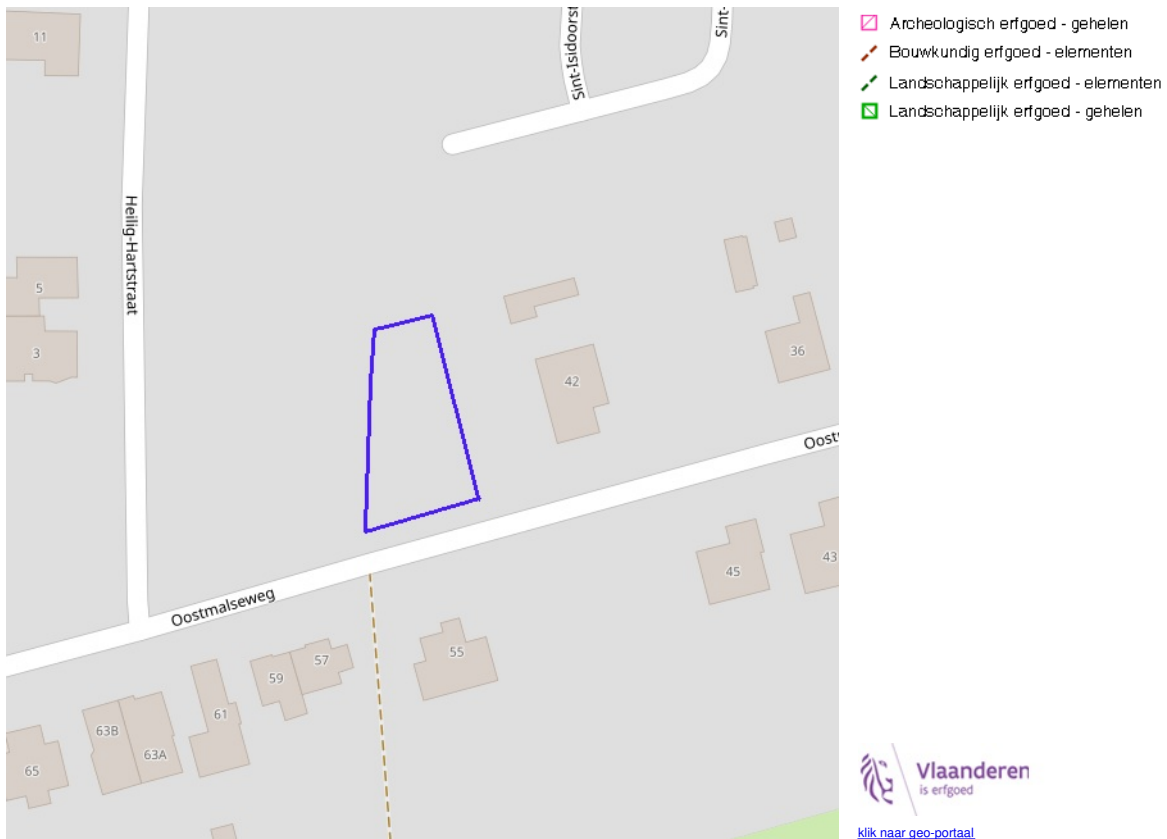 11
Sint-Isidoorst
Sint-
Archeologisch erfgoed - gehelen
Bouwkundig erfgoed - elementen
Landschappelijk erfgoed - elementen
Landschappelijk erfgoed - gehelen
Heilig-Hartstraat
5
3
42
36
Oostr
Oostmalseweg
45
43
55
57
59
61
63B
63A
65
Vlaanderen
is erfgoed
klik naar geo-portaal